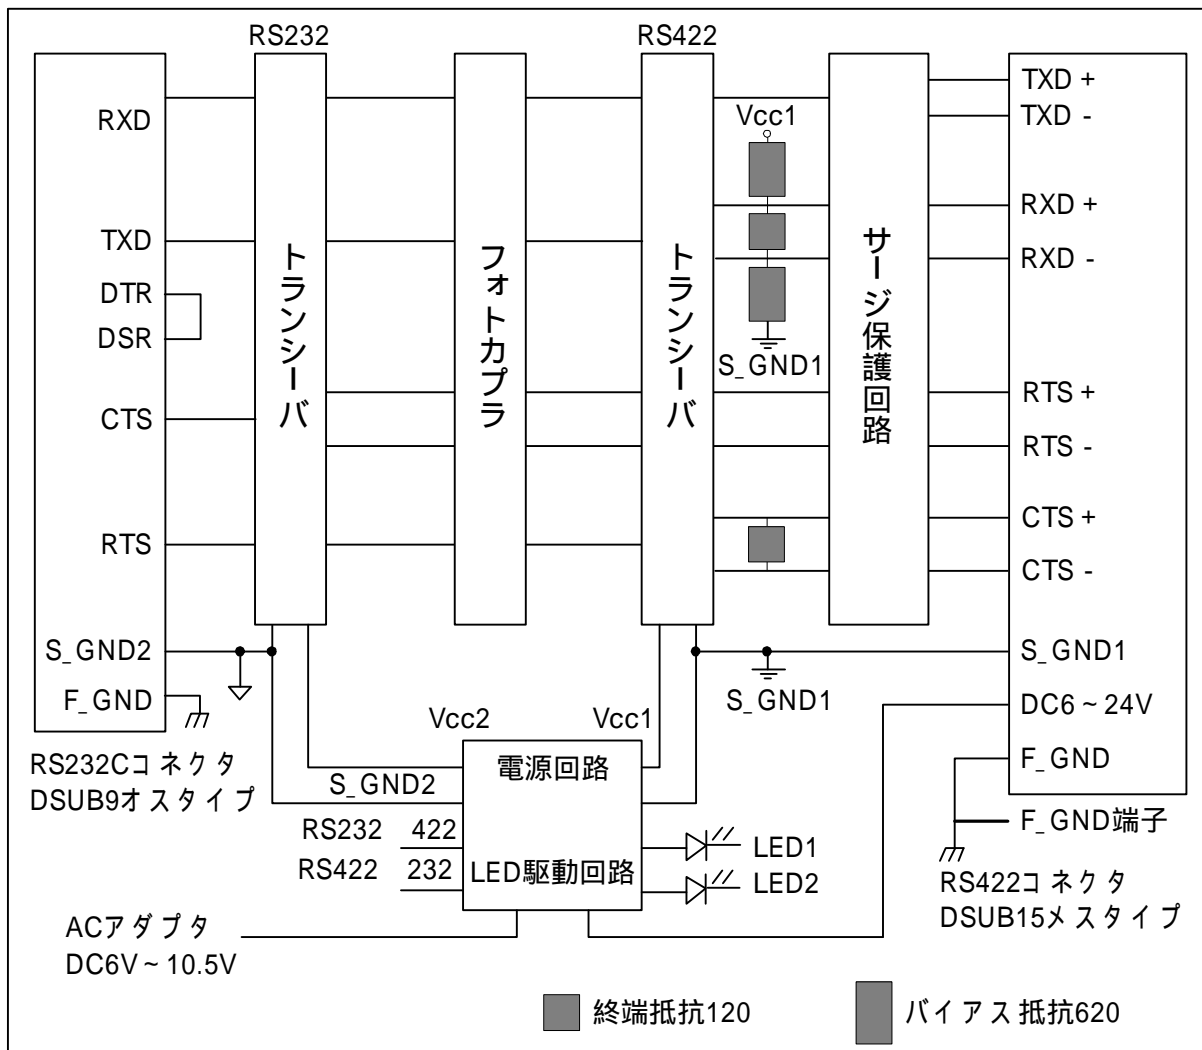 RS232
RS422
RXD
TXD
DTR
DSR
CTS
RTS
S_GND2
F_GND
RS232Cコネクタ
DSUB9オスタイプ
トランシーバ
フォトカプラ
トランシーバ
Vcc1
S_GND1
サージ保護回路
TXD +
TXD -
RXD +
RXD -
RTS +
RTS -
CTS +
CTS -
S_GND1
DC6 ~ 24V
F_GND
F_GND端子
RS422コネクタ
DSUB15メスタイプ
S_GND1
Vcc2
Vcc1
電源回路
S_GND2
RS232 422
RS422 232
LED駆動回路
LED1
LED2
ACアダプタ
DC6V ~ 10.5V
終端抵抗120
バイアス抵抗620